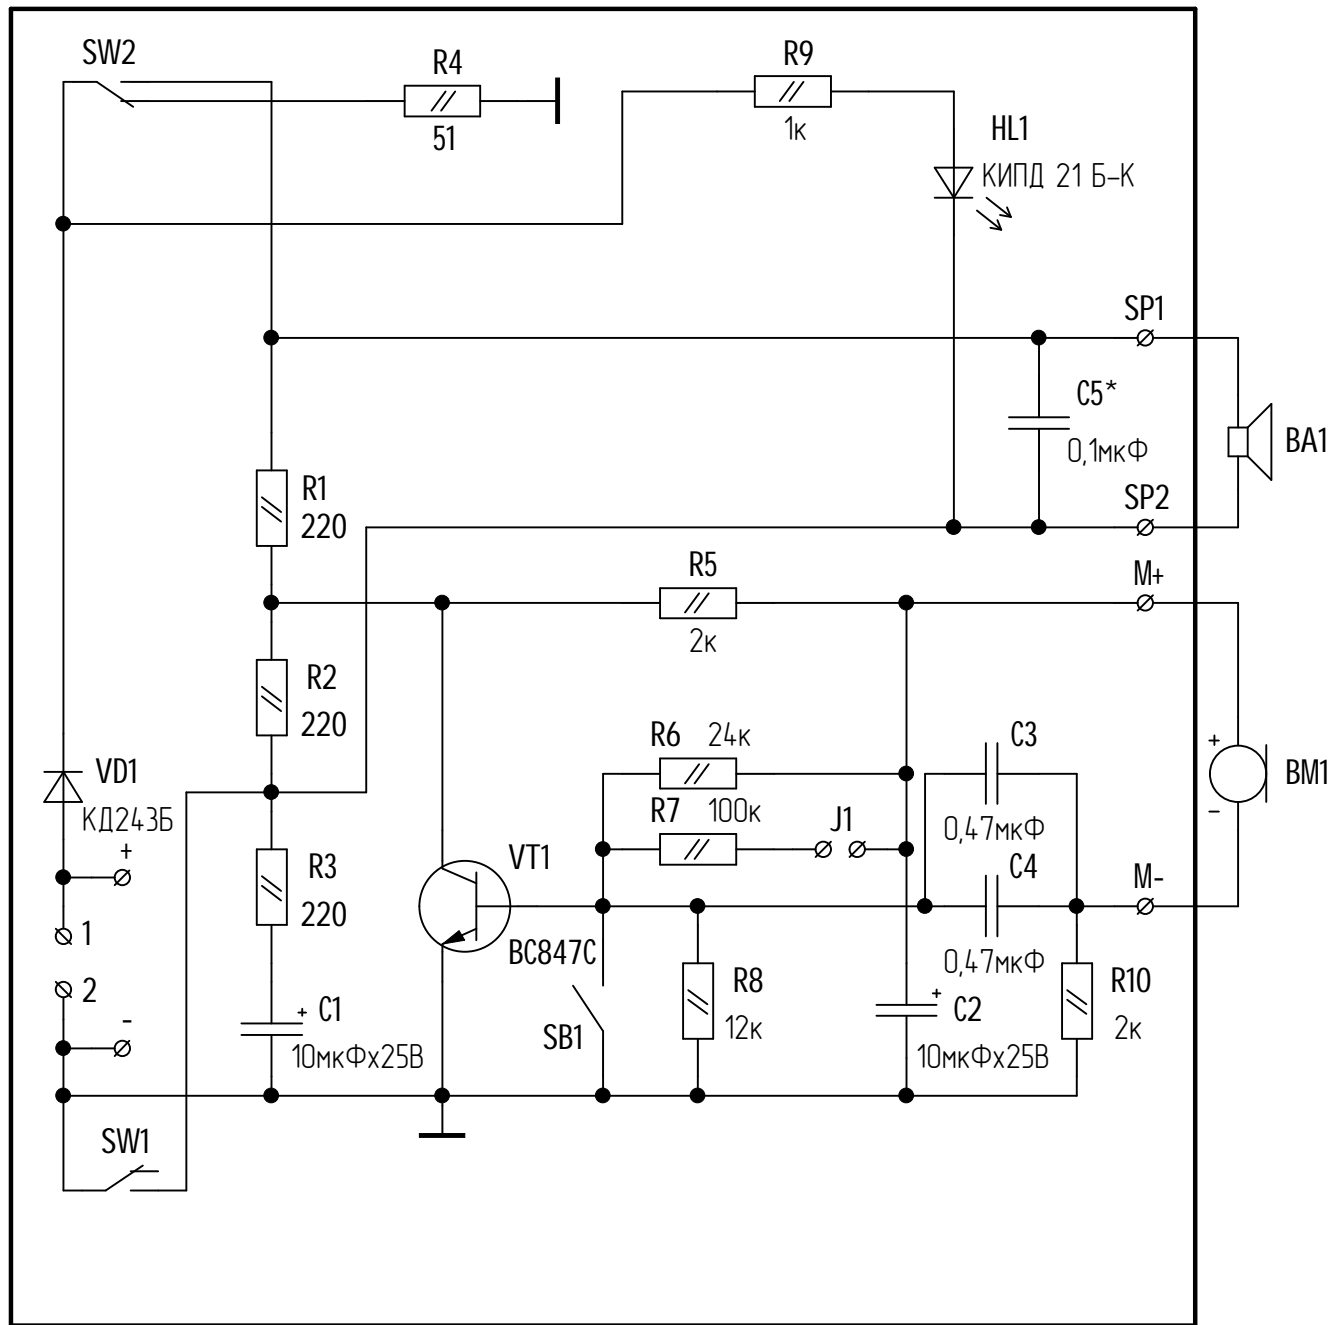 SW2
R4
51
R9
1к
HL1
КИПД 21 Б-К
SP1
C5*
0,1мкФ
BA1
SP2
R1
220
R5
2к
M+
R2
220
R6 24к
R7 100к
J1
C3
0,47мкФ
C4
0,47мкФ
+
BM1
-
VD1
КД243Б
+
1
2
-
R3
220
VT1
BC847C
M-
+ C1
10мкФх25В
SB1
R8
12к
+ C2
10мкФх25В
R10
2к
SW1